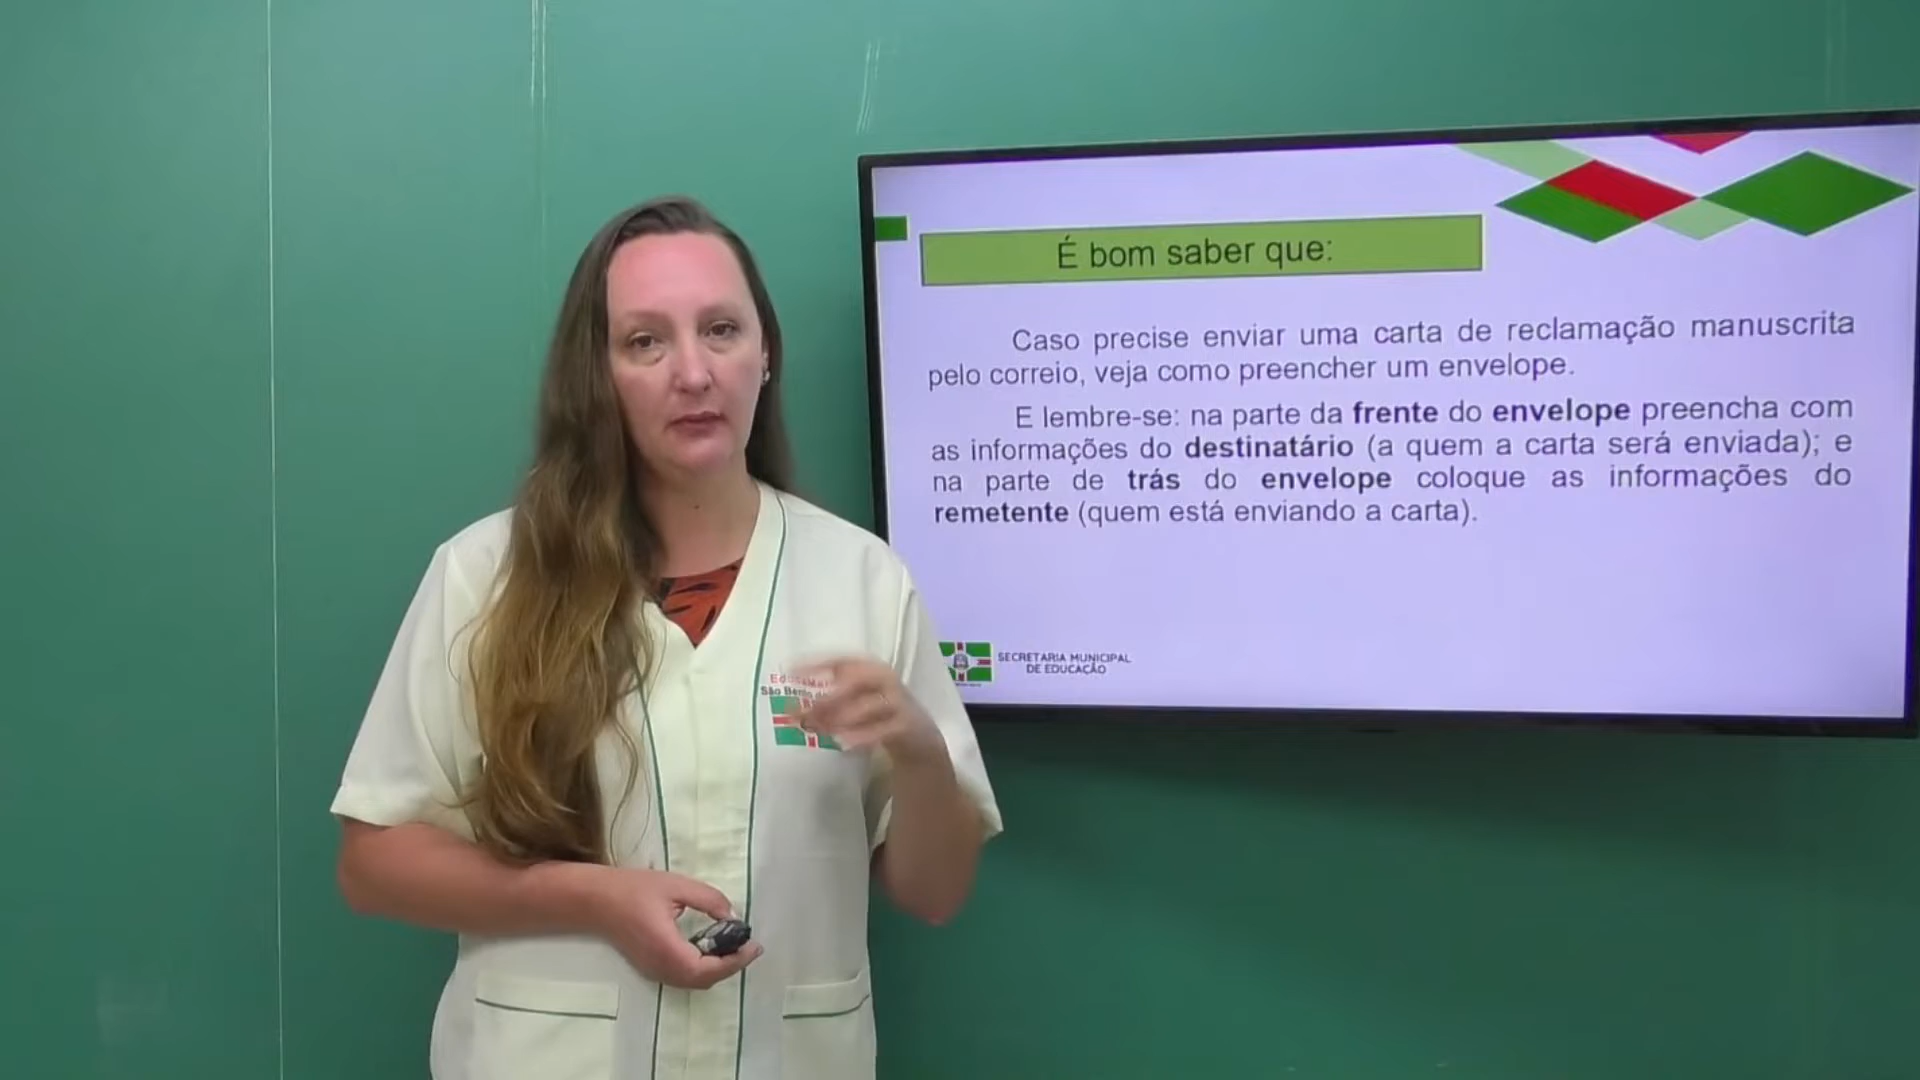 É bom saber que:
Caso precise enviar uma carta de reclamação manuscrita
pelo correio, veja como preencher um envelope.
E lembre-se: na parte da frente do envelope preencha com
as informações do destinatário (a quem a carta será enviada); e
na parte de trás do envelope coloque as informações do
remetente (quem está enviando a carta).
SECRETARIA MUNICIPAL
DE EDUCAÇÃO
São Bento